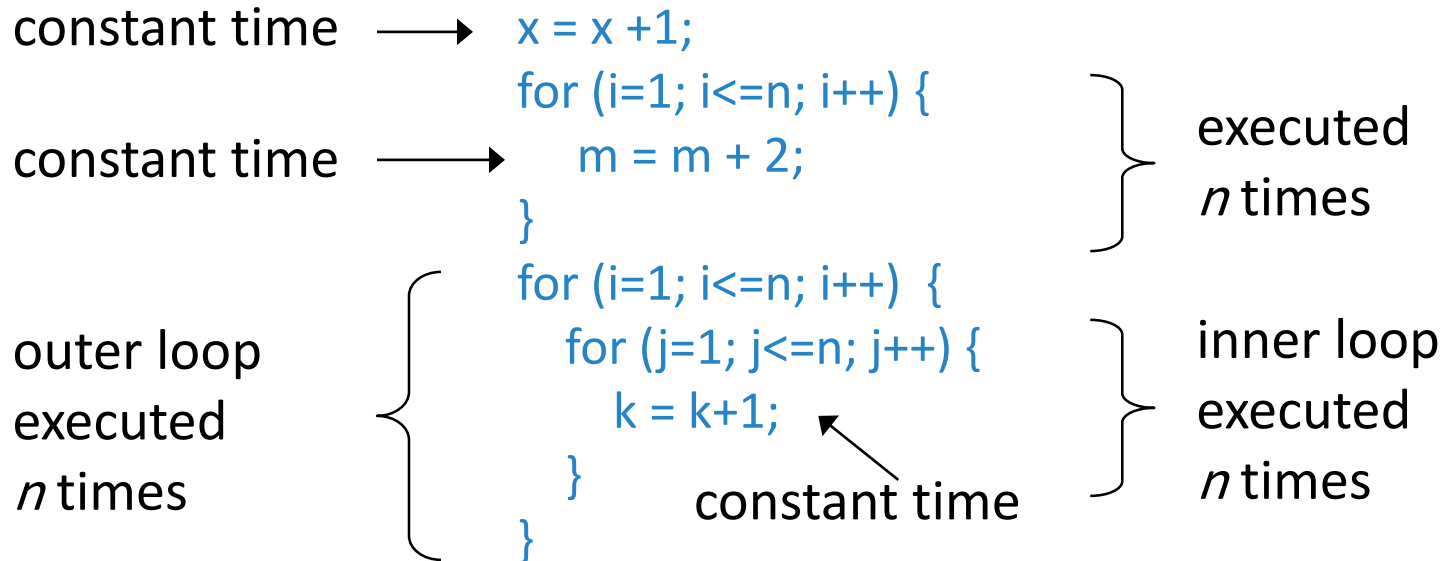 constant time
x = x +1;
for (i=1; i<=n; i++) {
constant time
m = m + 2;
}
executed
n times
for (i=1; i<=n; i++)  {
outer loop
executed
n times
for (j=1; j<=n; j++) {
k = k+1;
}
}
constant time
inner loop
executed
n times